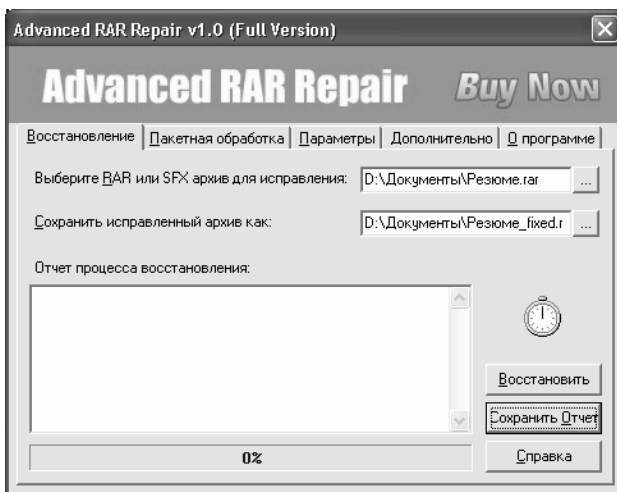 Advanced RAR Repair v1.0 (Full Version)
Advanced RAR Repair Buy Now
Восстановление Пакетная обработка Параметры Дополнительно О программе
Выберите RAR или SFX архив для исправления: D:\Документы\Резюме.rar ...
Сохранить исправленный архив как: D:\Документы\Резюме_fixed.r ...
Отчет процесса восстановления:
Восстановить
Сохранить Отчет
0% Справка